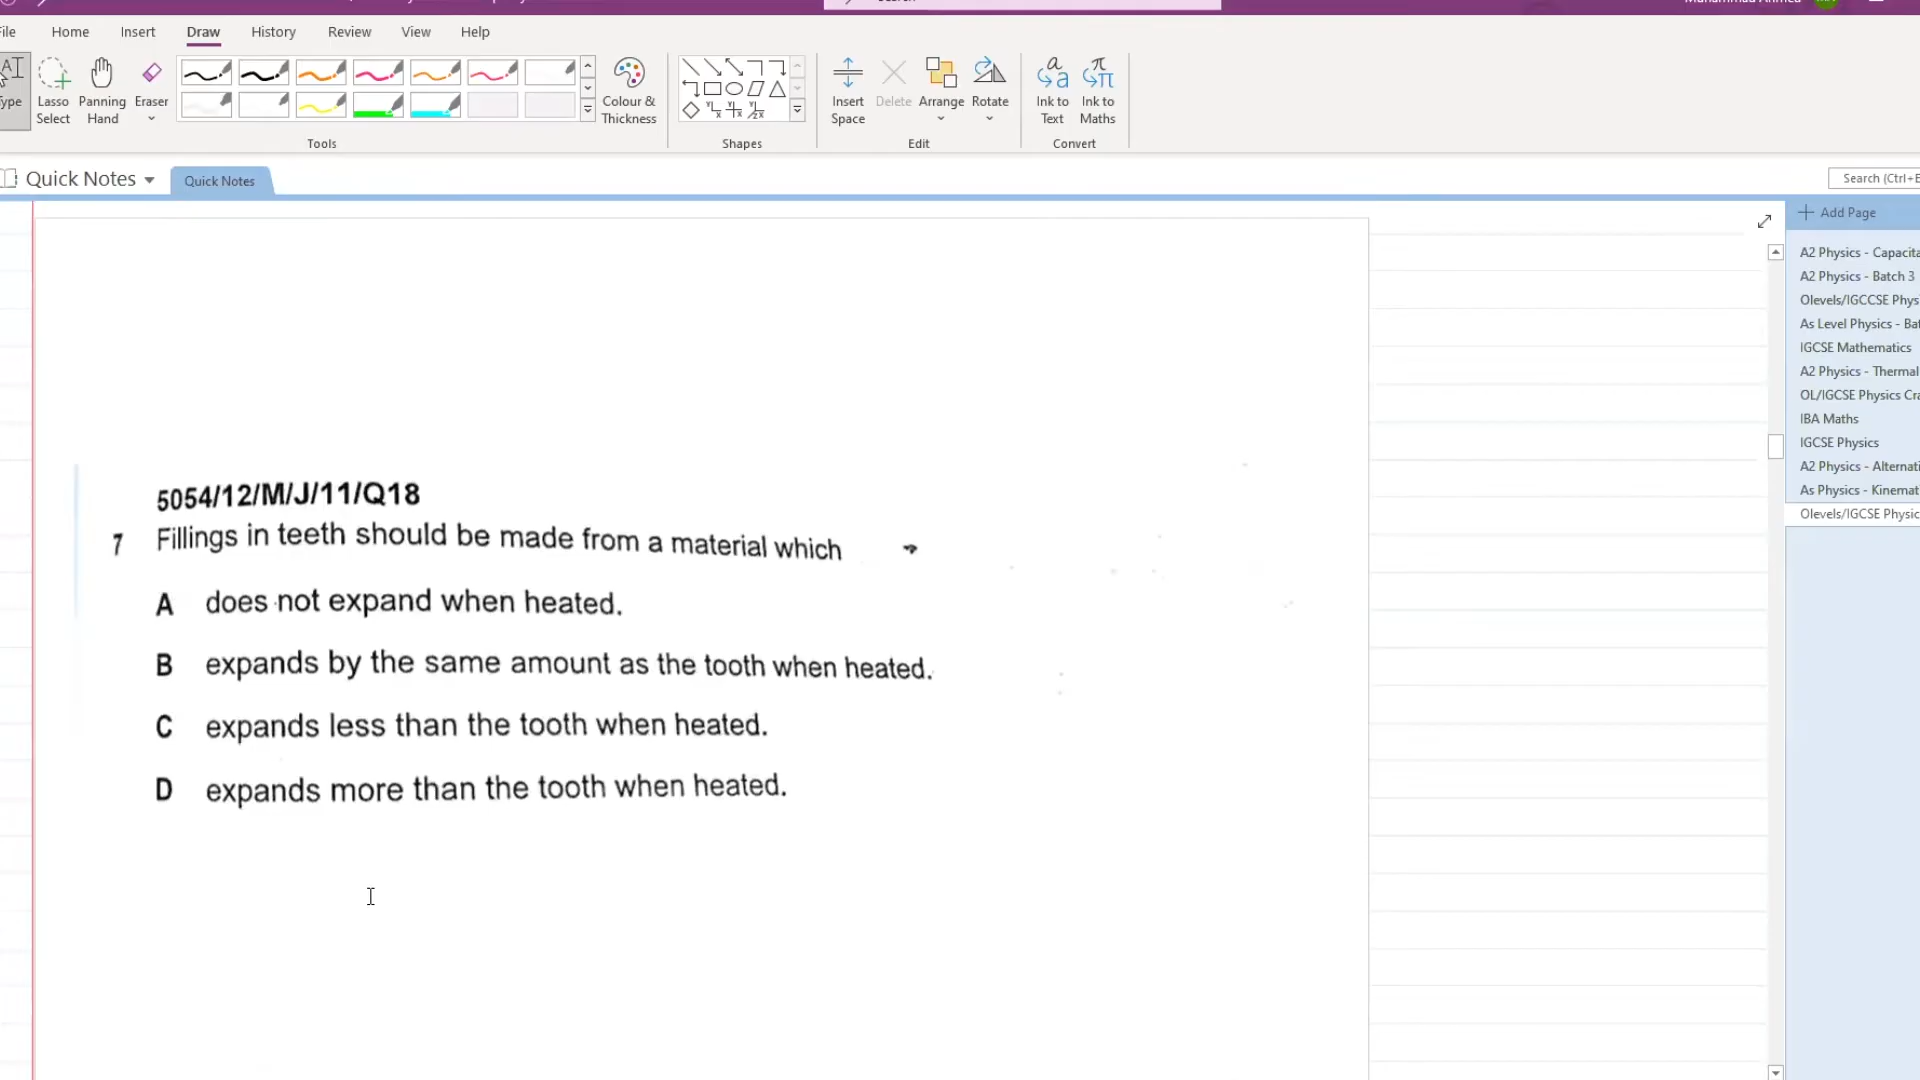 File Home Insert Draw History Review View Help
Type
Lasso Select
Panning Hand
Eraser
Colour & Thickness
Tools
Shapes
Insert Space
Delete
Arrange
Rotate
Edit
Ink to Text
Ink to Maths
Convert
Quick Notes
Quick Notes
Search (Ctrl+E
Add Page
A2 Physics - Capacita
A2 Physics - Batch 3
Olevels/IGCCSE Phys
As Level Physics - Bat
IGCSE Mathematics
A2 Physics - Thermal
OL/IGCSE Physics Cra
IBA Maths
IGCSE Physics
A2 Physics - Alternati
As Physics - Kinemati
Olevels/IGCSE Physic
5054/12/M/J/11/Q18
7 Fillings in teeth should be made from a material which
A does not expand when heated.
B expands by the same amount as the tooth when heated.
C expands less than the tooth when heated.
D expands more than the tooth when heated.